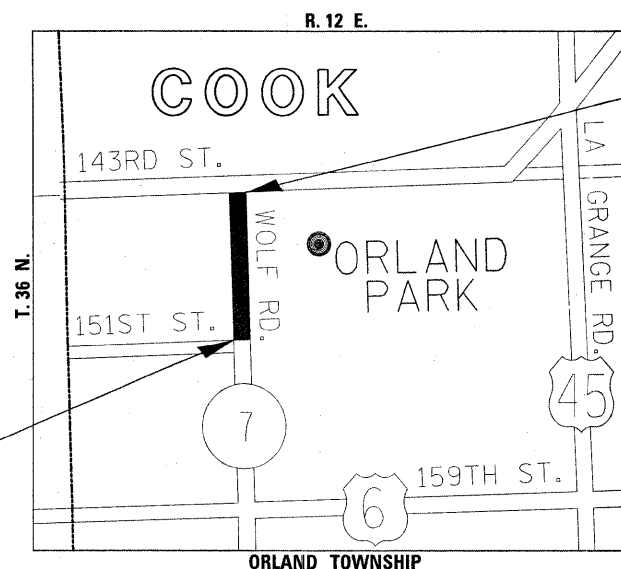 R. 12 E.
COOK
143RD ST.
LA GRANGE RD.
WOLF RD.
ORLAND
PARK
T. 36 N.
151ST ST.
45
7
159TH ST.
6
ORLAND TOWNSHIP